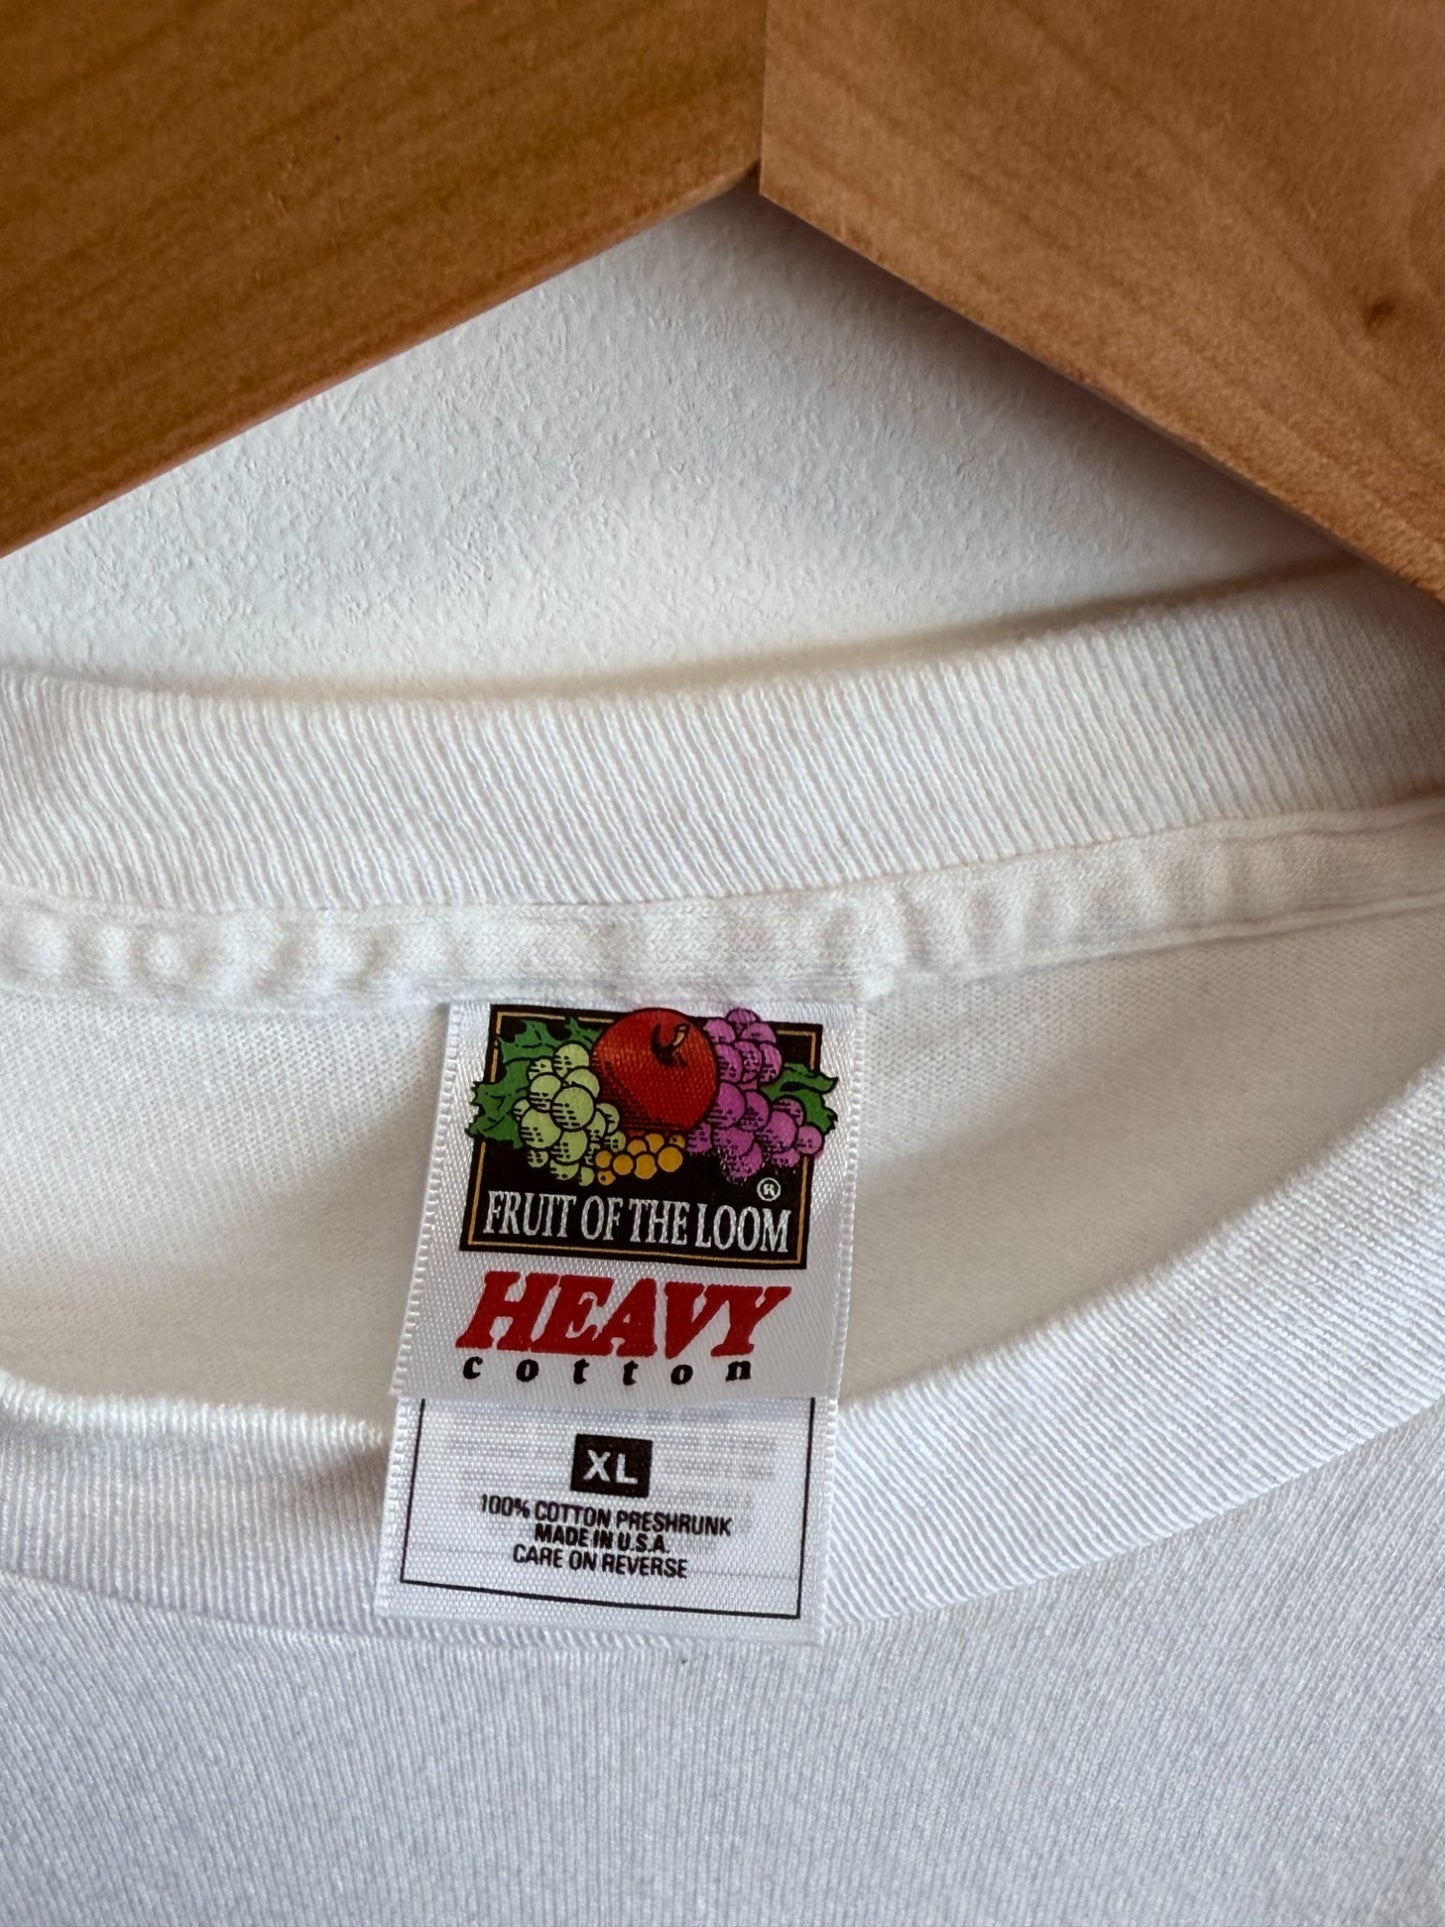 ®
FRUIT OF THE LOOM
HEAVY
cotton
XL
100% COTTON PRESHRUNK
MADE IN U.S.A.
CARE ON REVERSE